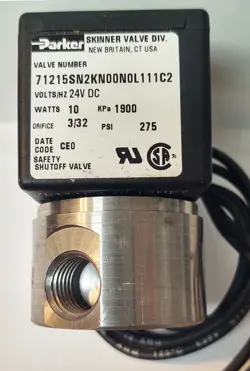 Parker
SKINNER VALVE DIV.
NEW BRITAIN, CT USA
VALVE NUMBER
71215SN2KN00N0L111C2
VOLTS/HZ 24V DC
WATTS 10 KPa 1900
ORIFICE 3/32 PSI 275
DATE CODE CE0
SAFETY
SHUTOFF VALVE